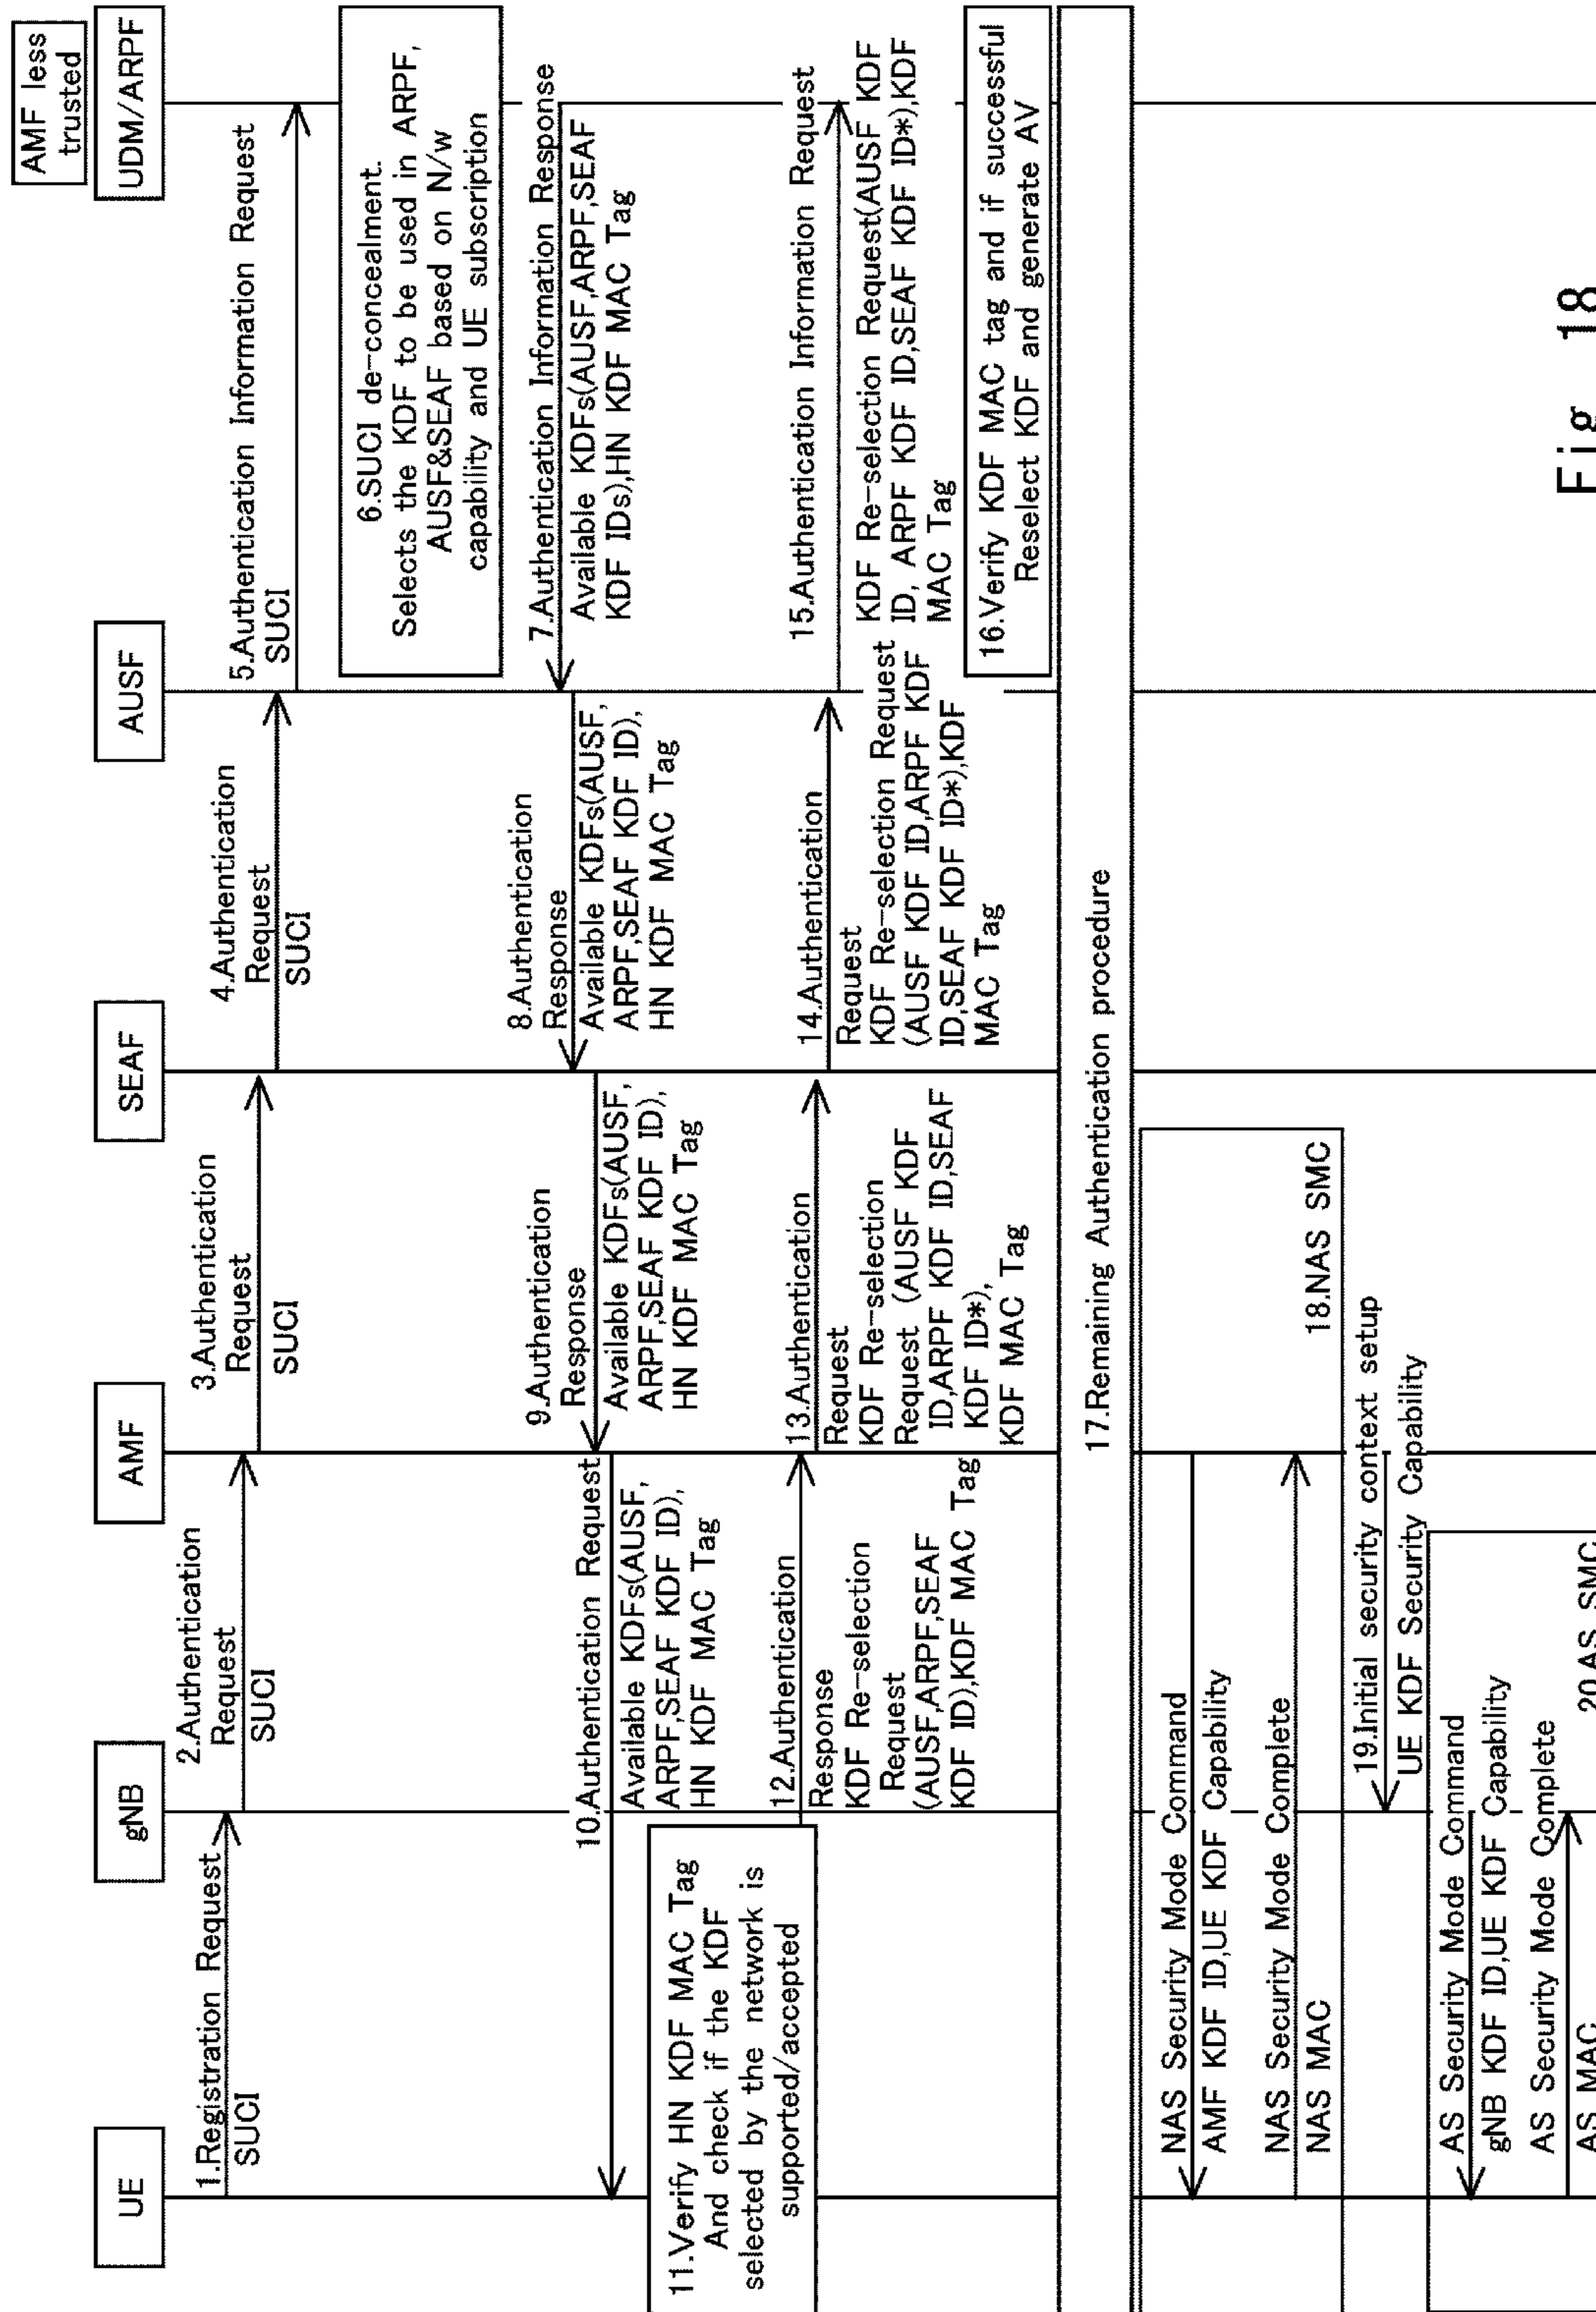 AMF less
trusted
UE
gNB
AMF
SEAF
AUSF
UDM/ARPF
1.Registration Request
SUCI
2.Authentication
Request
SUCI
3.Authentication
Request
SUCI
4.Authentication
Request
SUCI
5.Authentication Information Request
SUCI
6.SUCI de-concealment.
Selects the KDF to be used in ARPF,
AUSF&SEAF based on N/w
capability and UE subscription
7.Authentication Information Response
Available KDFs(AUSF,ARPF,SEAF
KDF IDs),HN KDF MAC Tag
8.Authentication
Response
Available KDFs(AUSF,
ARPF,SEAF KDF ID),
HN KDF MAC Tag
9.Authentication
Response
Available KDFs(AUSF,
ARPF,SEAF KDF ID),
HN KDF MAC Tag
10.Authentication Request
Available KDFs(AUSF,
ARPF,SEAF KDF ID),
HN KDF MAC Tag
11.Verify HN KDF MAC Tag
And check if the KDF
selected by the network is
supported/accepted
12.Authentication
Response
KDF Re-selection
Request
(AUSF,ARPF,SEAF
KDF ID),KDF MAC Tag
13.Authentication
Request
KDF Re-selection
Request (AUSF KDF
ID,ARPF KDF ID,SEAF
KDF ID*),
KDF MAC Tag
14.Authentication
Request
KDF Re-selection Request
(AUSF KDF ID,ARPF KDF
ID,SEAF KDF ID*),KDF
MAC Tag
15.Authentication Information Request
KDF Re-selection Request(AUSF KDF
ID, ARPF KDF ID,SEAF KDF ID*),KDF
MAC Tag
16.Verify KDF MAC tag and if successful
Reselect KDF and generate AV
17.Remaining Authentication procedure
NAS Security Mode Command
AMF KDF ID,UE KDF Capability
NAS Security Mode Complete
NAS MAC
18.NAS SMC
19.Initial security context setup
UE KDF Security Capability
AS Security Mode Command
gNB KDF ID,UE KDF Capability
AS Security Mode Complete
AS MAC
20.AS SMC
Fig. 18